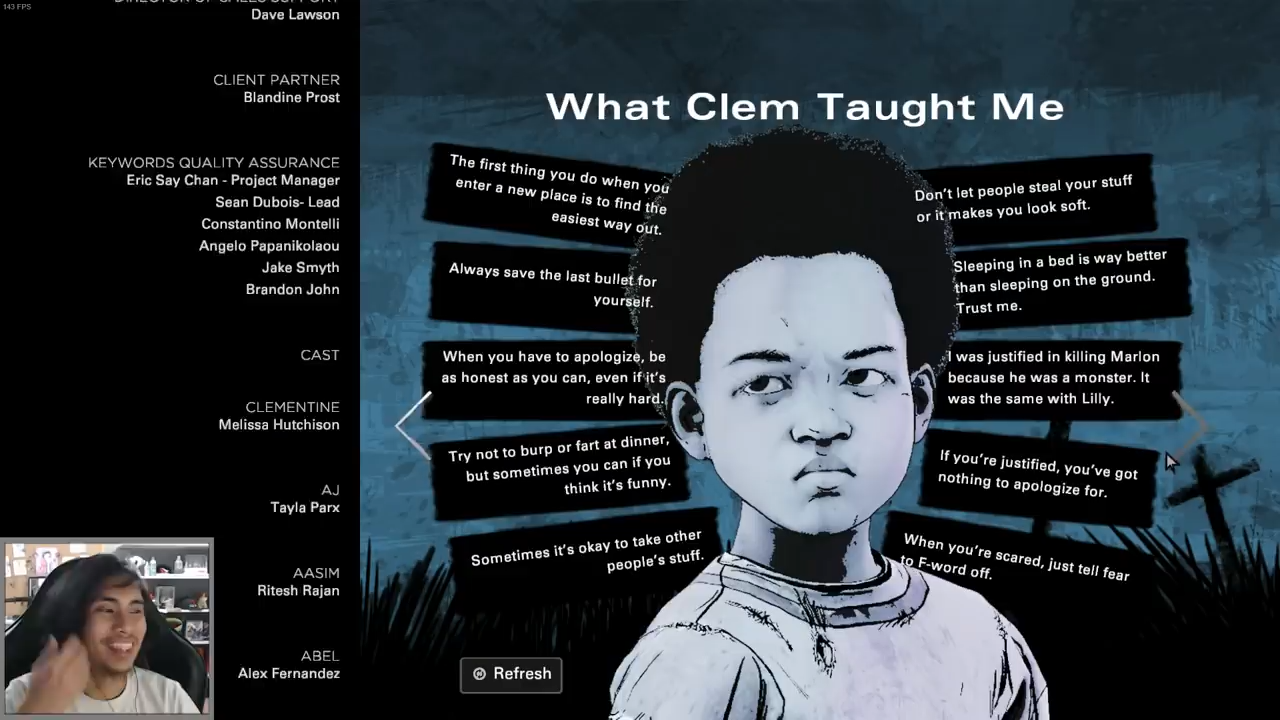 143 FPS
DIRECTOR OF SALES SUPPORT
Dave Lawson
CLIENT PARTNER
Blandine Prost
KEYWORDS QUALITY ASSURANCE
Eric Say Chan - Project Manager
Sean Dubois- Lead
Constantino Montelli
Angelo Papanikolaou
Jake Smyth
Brandon John
CAST
CLEMENTINE
Melissa Hutchison
AJ
Tayla Parx
AASIM
Ritesh Rajan
ABEL
Alex Fernandez
What Clem Taught Me
The first thing you do when you
enter a new place is to find the
easiest way out.
Always save the last bullet for
yourself.
When you have to apologize, be
as honest as you can, even if it's
really hard.
Try not to burp or fart at dinner,
but sometimes you can if you
think it's funny.
Sometimes it's okay to take other
people's stuff.
Don't let people steal your stuff
or it makes you look soft.
Sleeping in a bed is way better
than sleeping on the ground.
Trust me.
I was justified in killing Marlon
because he was a monster. It
was the same with Lilly.
If you're justified, you've got
nothing to apologize for.
When you're scared, just tell fear
to F-word off.
Refresh